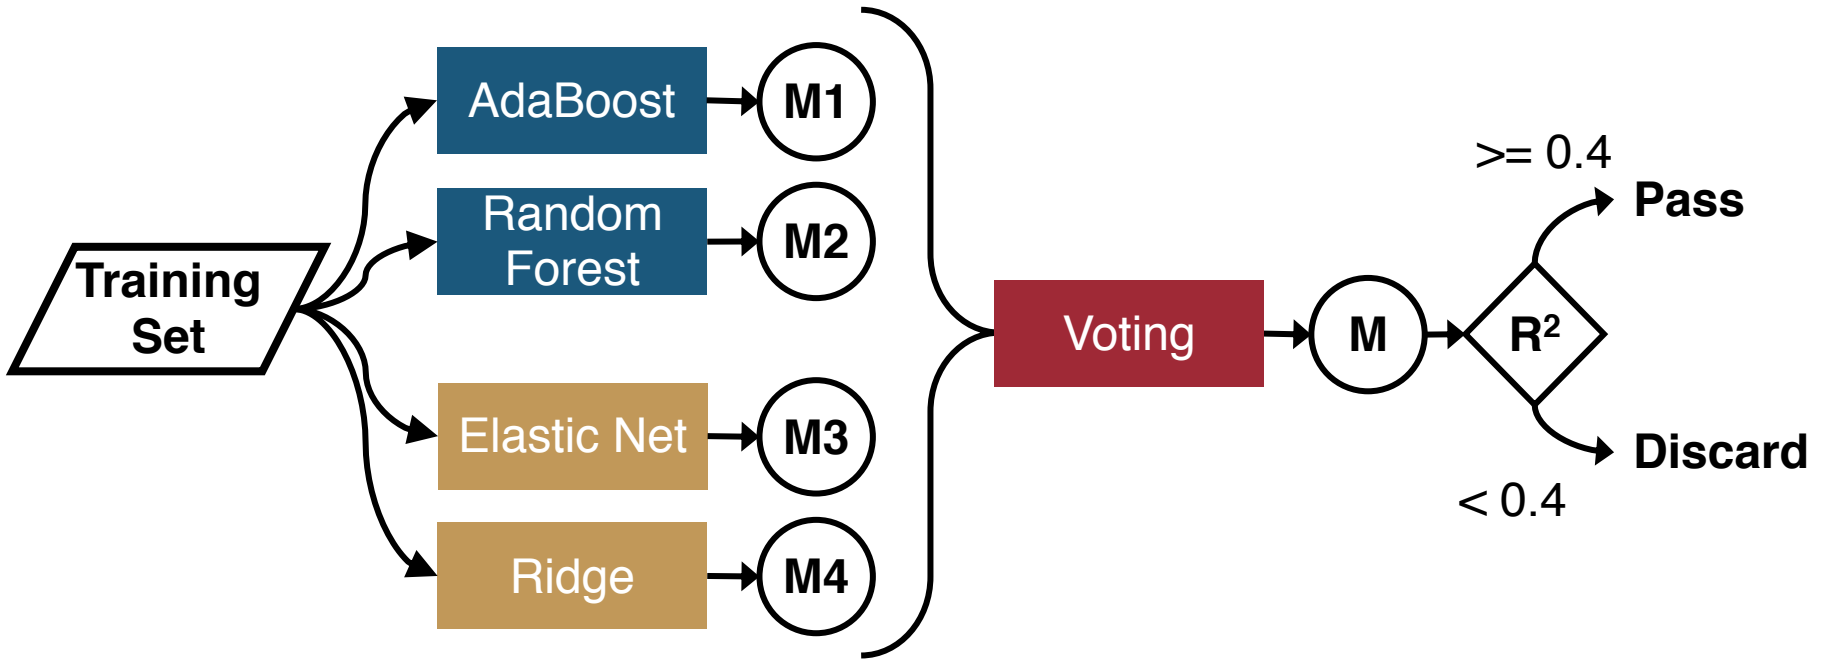 Training
Set
AdaBoost
M1
Random
Forest
M2
Elastic Net
M3
Ridge
M4
Voting
M
R²
>= 0.4
Pass
Discard
< 0.4